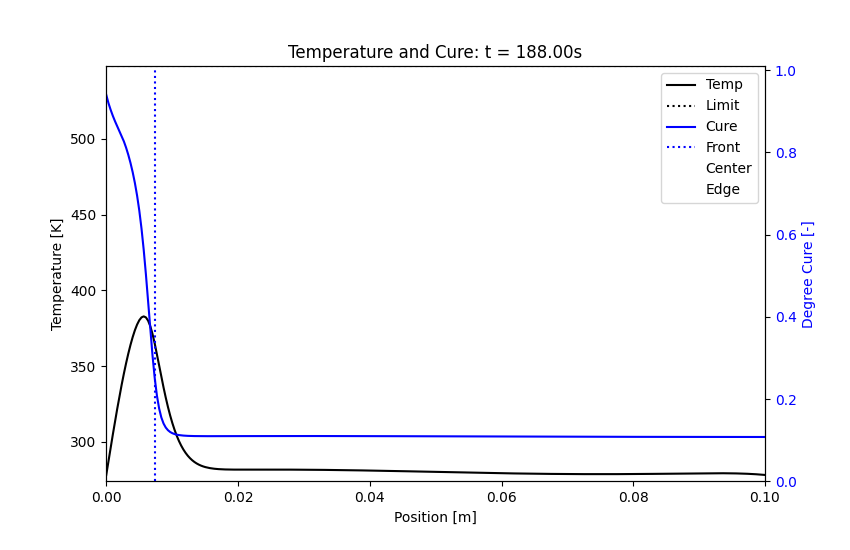 Temperature and Cure: t = 188.00s
Temp
Limit
Cure
Front
Center
Edge
Temperature [K]
500
450
400
350
300
Degree Cure [-]
1.0
0.8
0.6
0.4
0.2
0.0
0.00 0.02 0.04 0.06 0.08 0.10
Position [m]